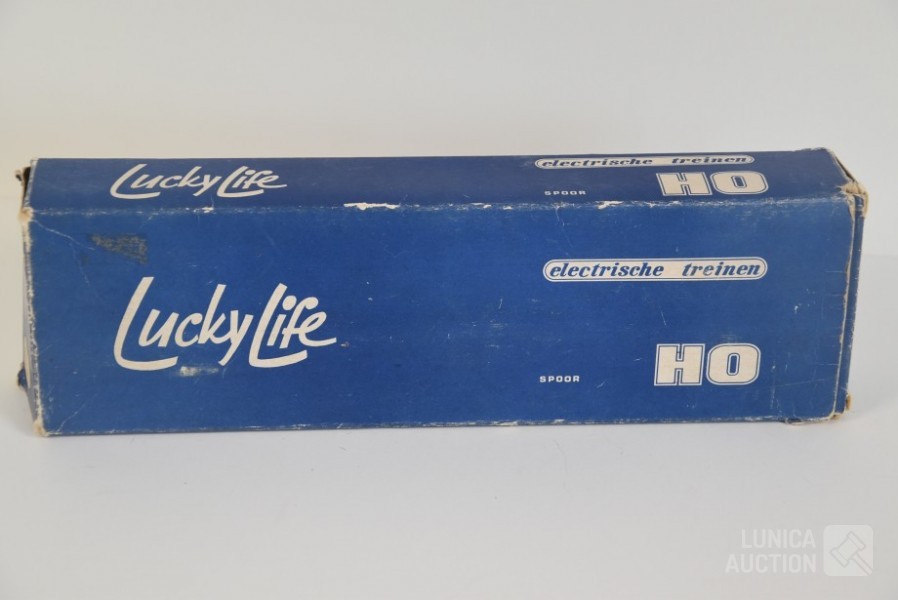 Lucky Life
electrische treinen
SPOOR HO
Lucky Life
electrische treinen
SPOOR HO
LUNICA
AUCTION